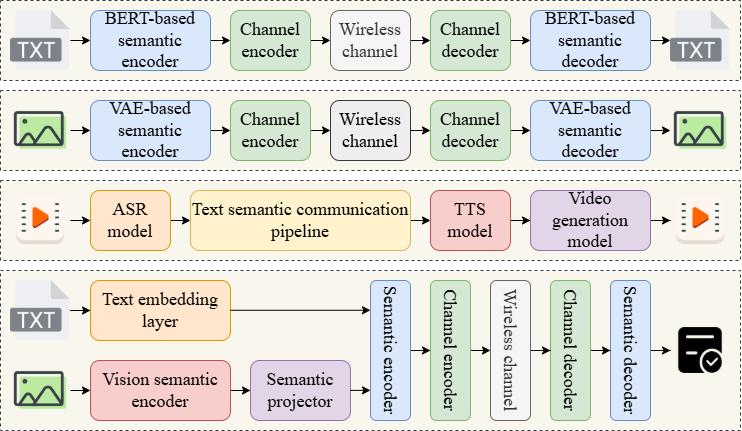 TXT
BERT-based
semantic
encoder
Channel
encoder
Wireless
channel
Channel
decoder
BERT-based
semantic
decoder
TXT
VAE-based
semantic
encoder
Channel
encoder
Wireless
channel
Channel
decoder
VAE-based
semantic
decoder
ASR
model
Text semantic communication
pipeline
TTS
model
Video
generation
model
TXT
Text embedding
layer
Vision semantic
encoder
Semantic
projector
Semantic encoder
Channel encoder
Wireless channel
Channel decoder
Semantic decoder